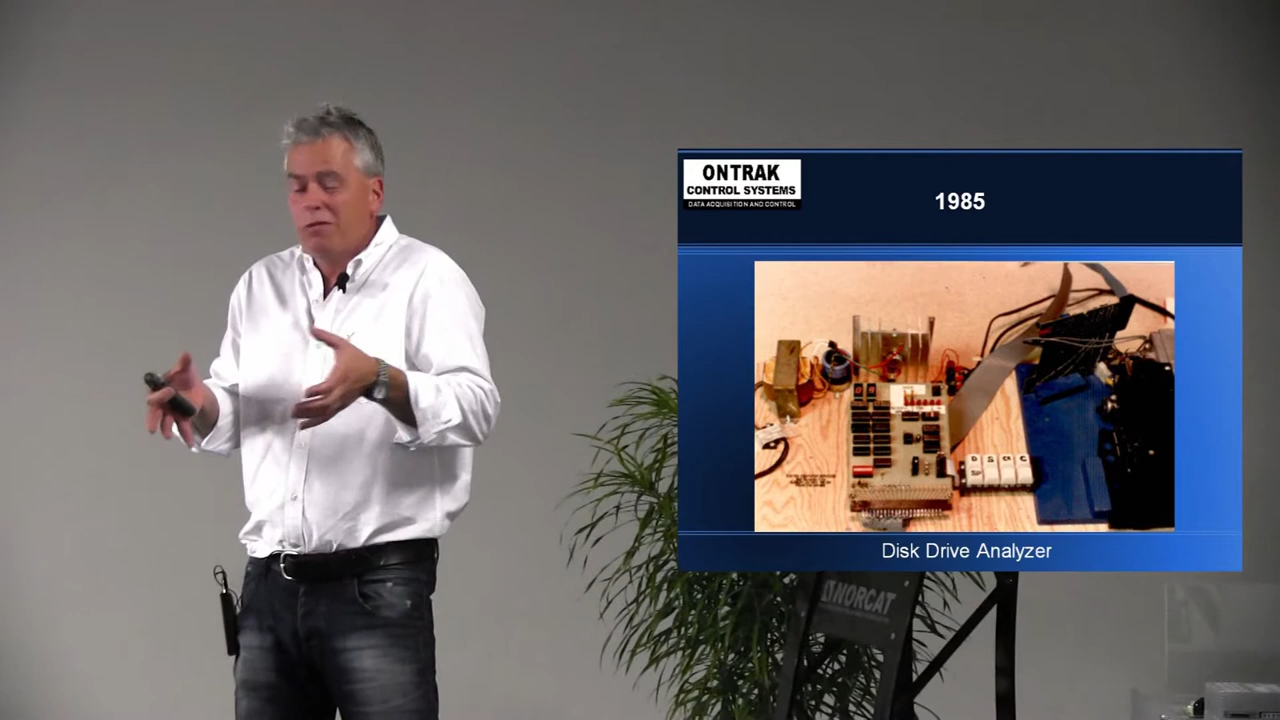 ONTRAK
CONTROL SYSTEMS
DATA ACQUISITION AND CONTROL
1985
D S
Disk Drive Analyzer
NORCAT